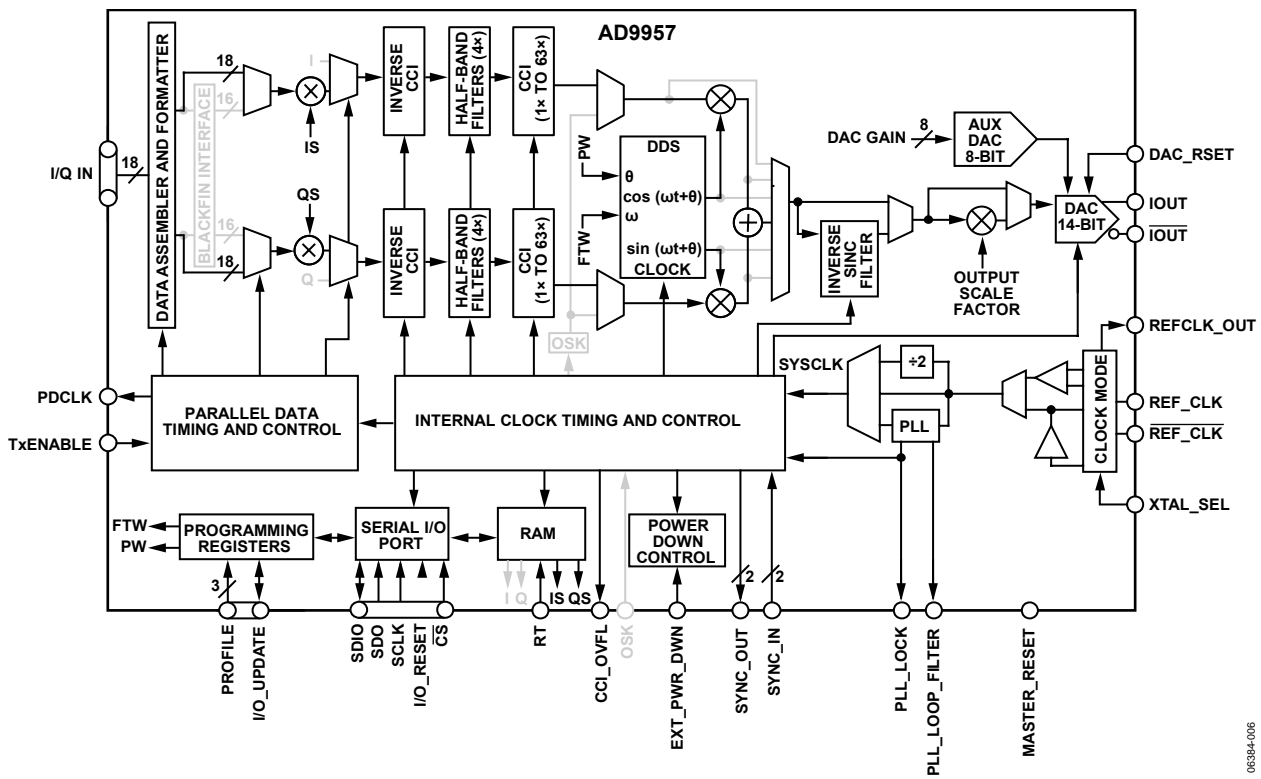 AD9957
I/Q IN
18
DATA ASSEMBLER AND FORMATTER
18
16
BLACKFIN INTERFACE
16
18
IS
QS
I
Q
INVERSE
CCI
HALF-BAND
FILTERS (4×)
CCI
(1× TO 63×)
INVERSE
CCI
HALF-BAND
FILTERS (4×)
CCI
(1× TO 63×)
OSK
PW
FTW
DDS
θ
cos (ωt+θ)
ω
sin (ωt+θ)
CLOCK
INVERSE
SINC
FILTER
OUTPUT
SCALE
FACTOR
DAC GAIN
8
AUX
DAC
8-BIT
DAC
14-BIT
DAC_RSET
IOUT
I̅O̅U̅T̅
REFCLK_OUT
REF_CLK
R̅E̅F̅_̅C̅L̅K̅
XTAL_SEL
CLOCK MODE
SYSCLK
÷2
PLL
PDCLK
TxENABLE
PARALLEL DATA
TIMING AND CONTROL
INTERNAL CLOCK TIMING AND CONTROL
FTW
PW
PROGRAMMING
REGISTERS
SERIAL I/O
PORT
RAM
POWER
DOWN
CONTROL
3
I
Q
IS
QS
2
2
PROFILE
I/O_UPDATE
SDIO
SDO
SCLK
I/O_RESET
C̅S̅
RT
CCI_OVFL
OSK
EXT_PWR_DWN
SYNC_OUT
SYNC_IN
PLL_LOCK
PLL_LOOP_FILTER
MASTER_RESET
06384-006